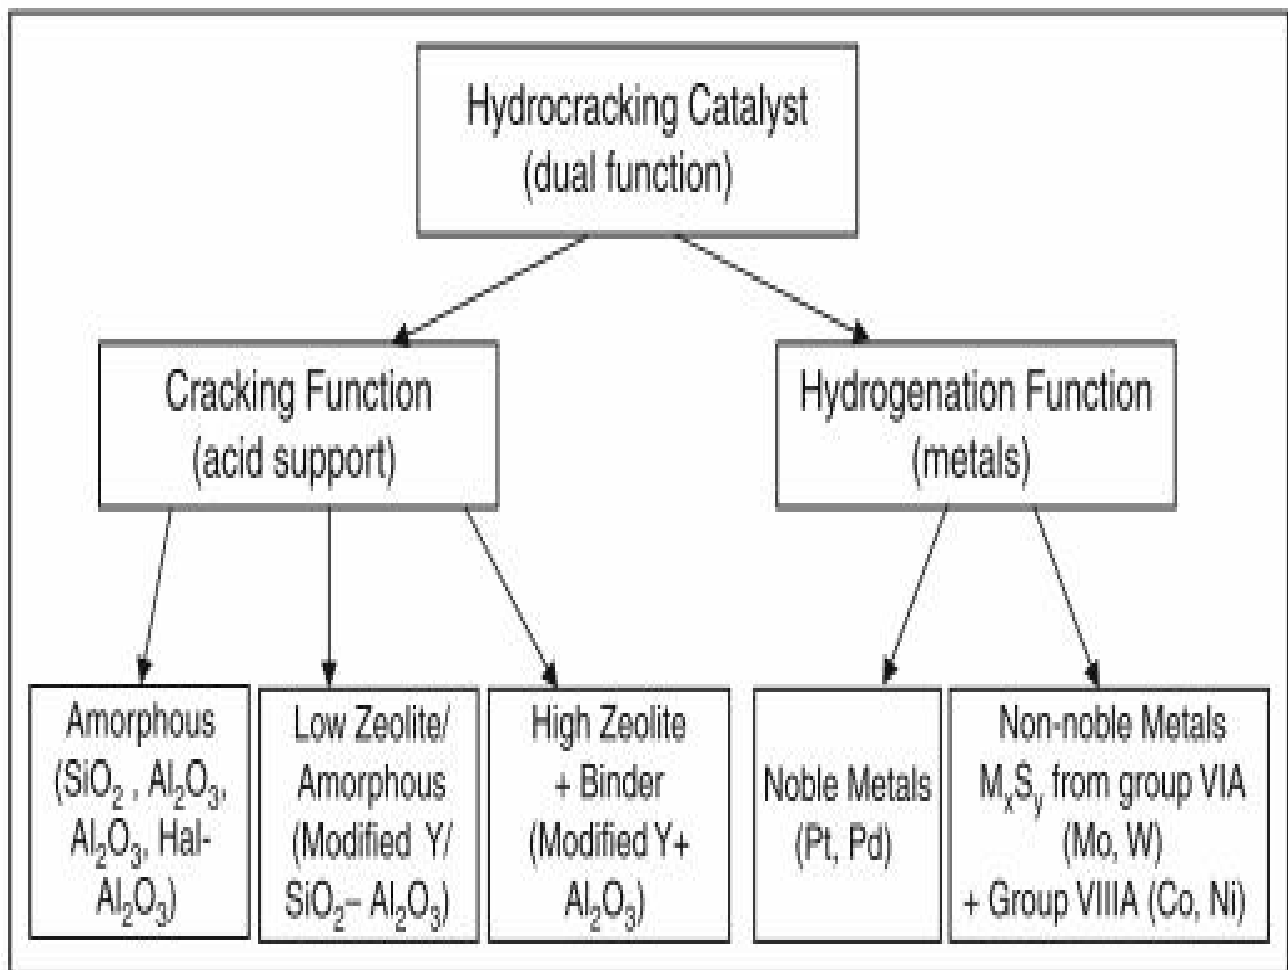 Hydrocracking Catalyst
(dual function)
Cracking Function
(acid support)
Hydrogenation Function
(metals)
Amorphous
(SiO₂ , Al₂O₃,
Al₂O₃, Hal-
Al₂O₃)
Low Zeolite/
Amorphous
(Modified Y/
SiO₂– Al₂O₃)
High Zeolite
+ Binder
(Modified Y+
Al₂O₃)
Noble Metals
(Pt, Pd)
Non-noble Metals
MₓSᵧ from group VIA
(Mo, W)
+ Group VIIIA (Co, Ni)